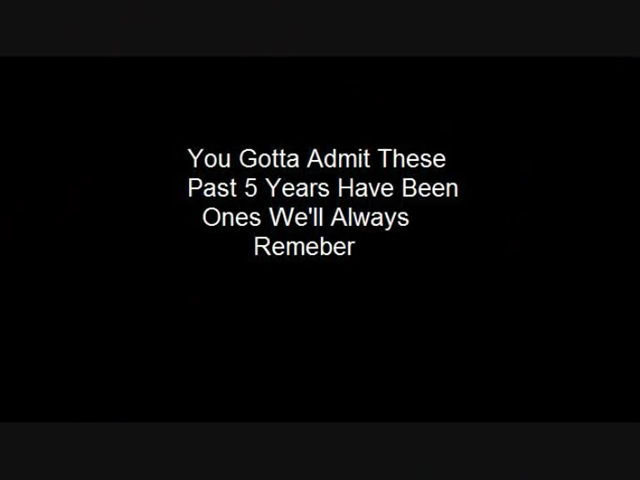 You Gotta Admit These
Past 5 Years Have Been
Ones We'll Always
Remeber